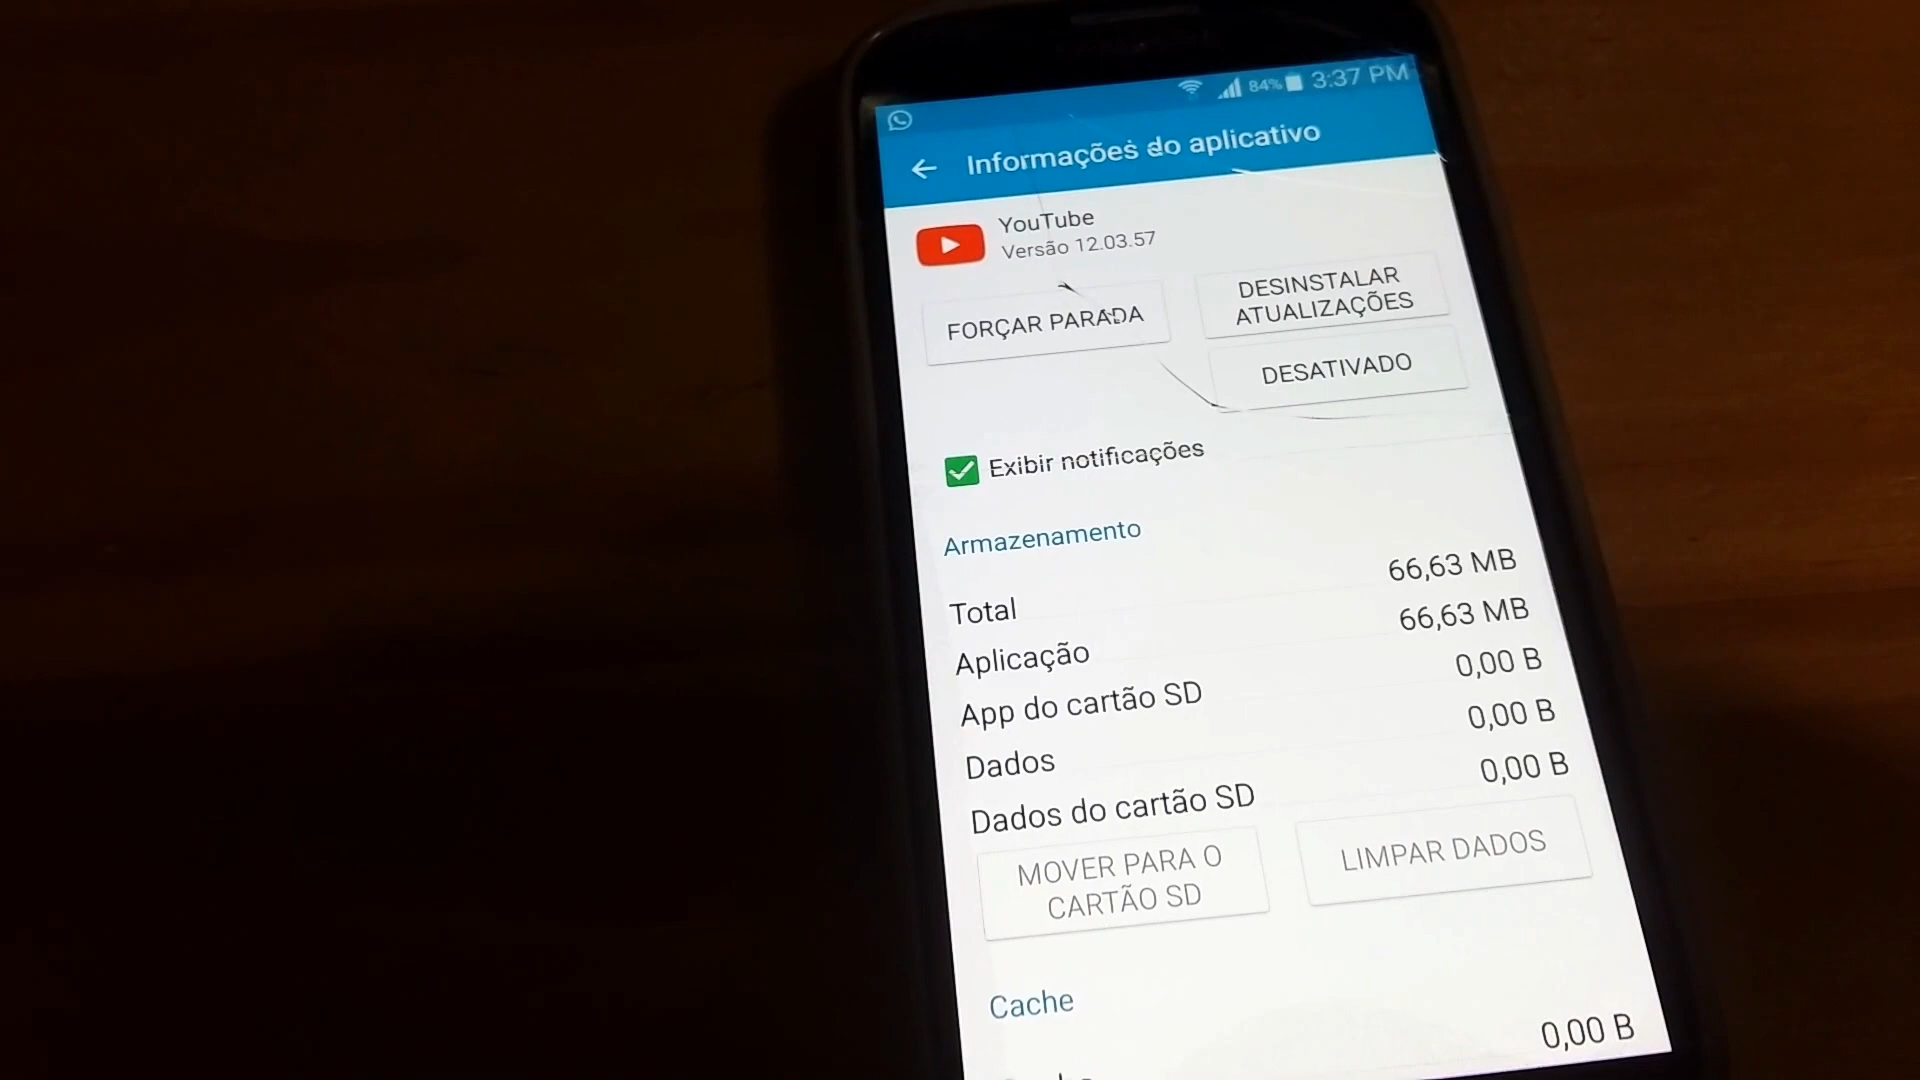 84% 3:37 PM
Informações do aplicativo
YouTube
Versão 12.03.57
FORÇAR PARADA
DESINSTALAR
ATUALIZAÇÕES
DESATIVADO
Exibir notificações
Armazenamento
Total 66,63 MB
Aplicação 66,63 MB
App do cartão SD 0,00 B
Dados 0,00 B
Dados do cartão SD 0,00 B
MOVER PARA O
CARTÃO SD
LIMPAR DADOS
Cache
0,00 B